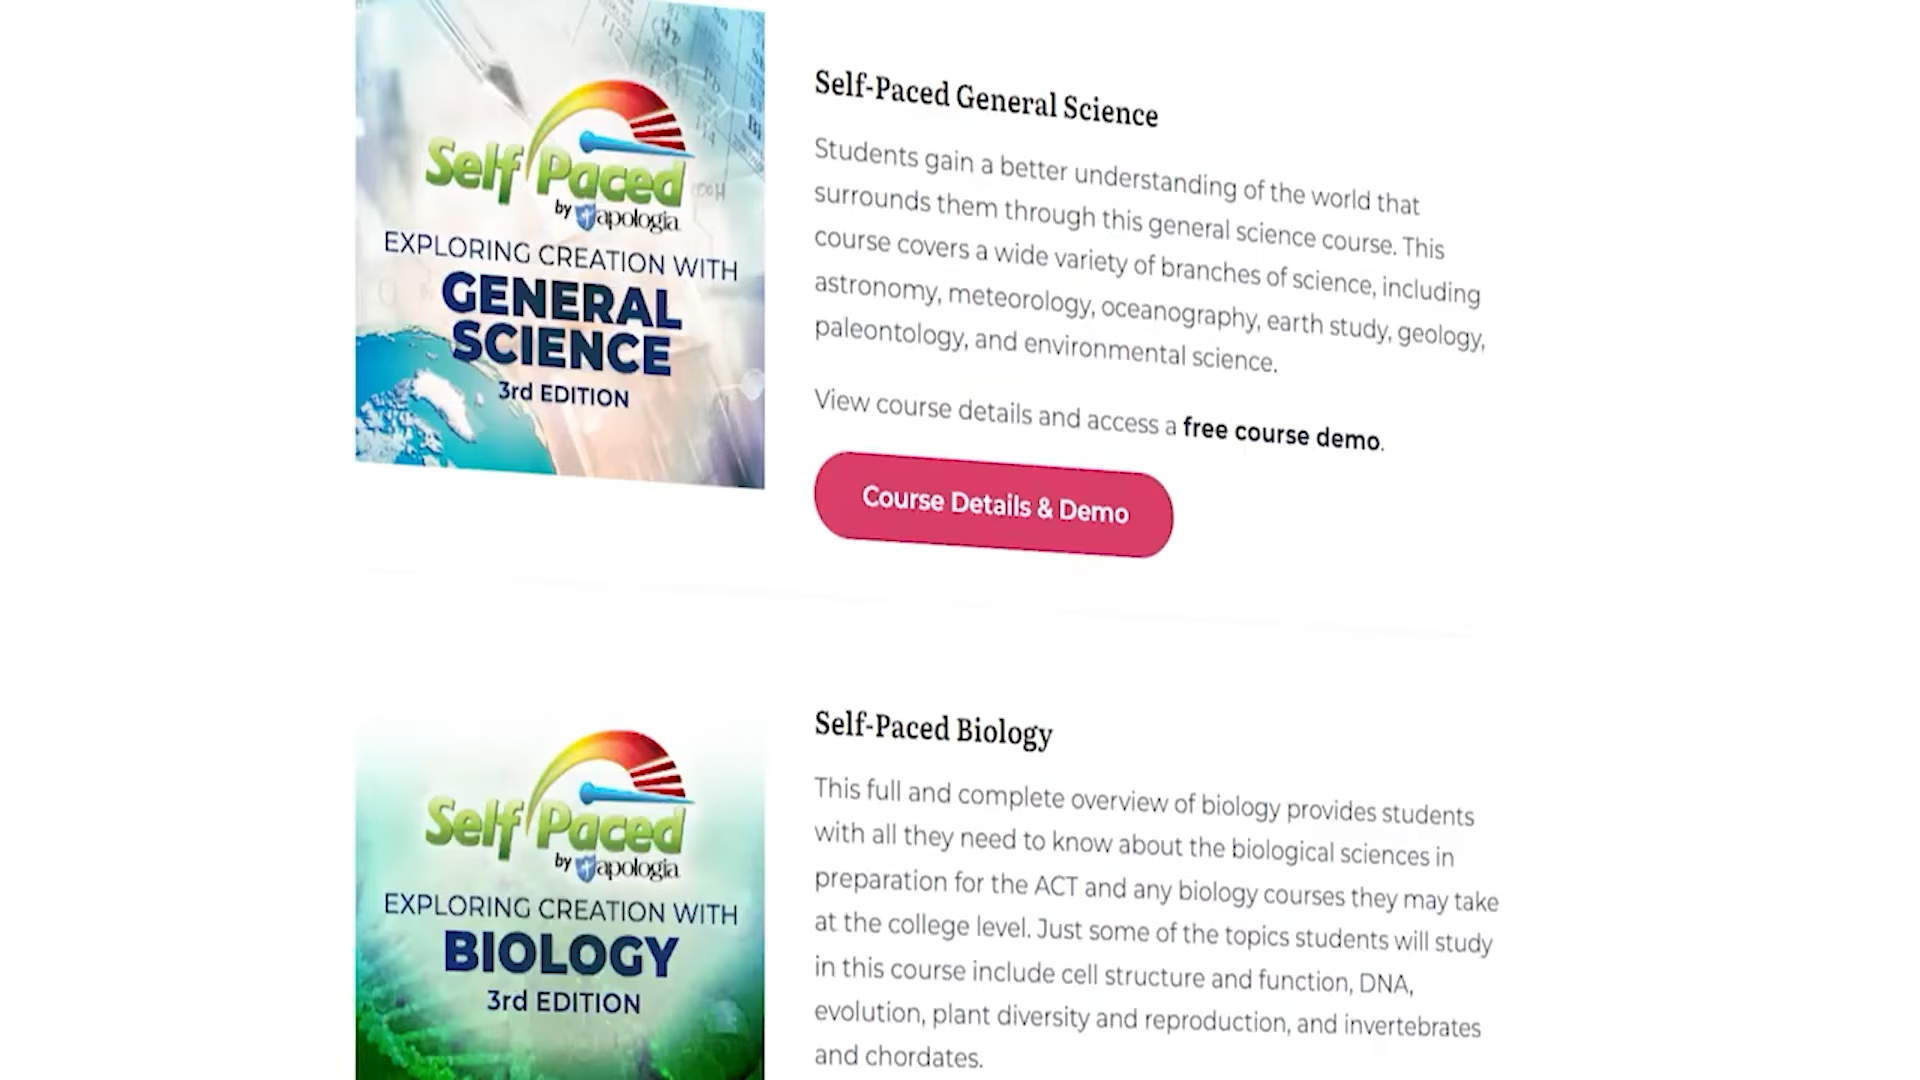 Self Paced
by apologia
EXPLORING CREATION WITH
GENERAL
SCIENCE
3rd EDITION
Self-Paced General Science
Students gain a better understanding of the world that
surrounds them through this general science course. This
course covers a wide variety of branches of science, including
astronomy, meteorology, oceanography, earth study, geology,
paleontology, and environmental science.
View course details and access a free course demo.
Course Details & Demo
Self Paced
by apologia
EXPLORING CREATION WITH
BIOLOGY
3rd EDITION
Self-Paced Biology
This full and complete overview of biology provides students
with all they need to know about the biological sciences in
preparation for the ACT and any biology courses they may take
at the college level. Just some of the topics students will study
in this course include cell structure and function, DNA,
evolution, plant diversity and reproduction, and invertebrates
and chordates.